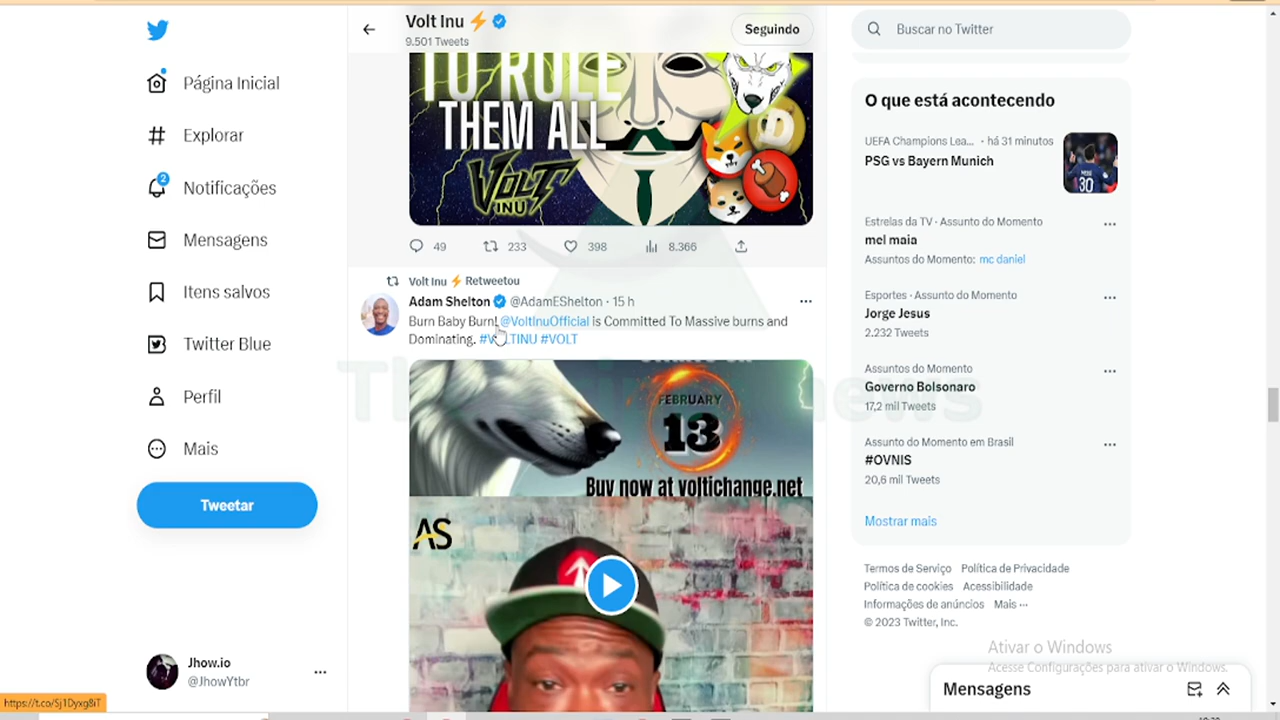 Volt Inu
9.501 Tweets
Seguindo
Buscar no Twitter
Página Inicial
Explorar
2
Notificações
Mensagens
Itens salvos
Twitter Blue
Perfil
Mais
Tweetar
Jhow.io
@JhowYtbr
https://t.co/Sj1Dyxg8iT
TO RULE
THEM ALL
VOLT
INU
49
233
398
8.366
Volt Inu ⚡ Retweetou
Adam Shelton @AdamEShelton · 15 h
Burn Baby Burn! @VoltInuOfficial is Committed To Massive burns and
Dominating. #VOLTINU #VOLT
FEBRUARY
13
Buy now at voltichange.net
AS
O que está acontecendo
UEFA Champions Lea... · há 31 minutos
PSG vs Bayern Munich
30
Estrelas da TV · Assunto do Momento
mel maia
Assuntos do Momento: mc daniel
Esportes · Assunto do Momento
Jorge Jesus
2.232 Tweets
Assuntos do Momento
Governo Bolsonaro
17,2 mil Tweets
Assunto do Momento em Brasil
#OVNIS
20,6 mil Tweets
Mostrar mais
Termos de Serviço Política de Privacidade
Política de cookies Acessibilidade
Informações de anúncios Mais ...
© 2023 Twitter, Inc.
Ativar o Windows
Acesse Configurações para ativar o Windows.
Mensagens